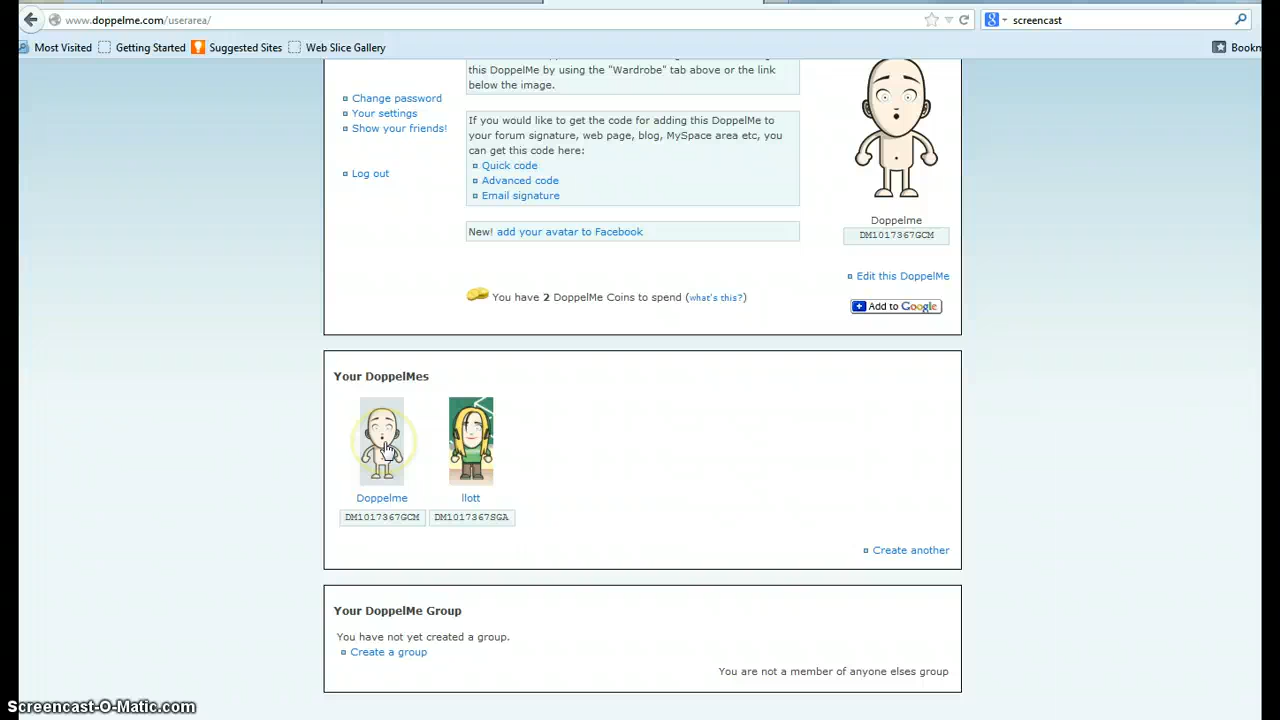 www.doppelme.com/userarea/
screencast
Most Visited
Getting Started
Suggested Sites
Web Slice Gallery
this DoppelMe by using the "Wardrobe" tab above or the link
below the image.
Change password
Your settings
Show your friends!
Log out
If you would like to get the code for adding this DoppelMe to
your forum signature, web page, blog, MySpace area etc, you
can get this code here:
Quick code
Advanced code
Email signature
New! add your avatar to Facebook
You have 2 DoppelMe Coins to spend (what's this?)
Doppelme
DM1017367GCM
Edit this DoppelMe
Add to Google
Your DoppelMes
Doppelme
DM1017367GCM
llott
DM1017367SGA
Create another
Your DoppelMe Group
You have not yet created a group.
Create a group
You are not a member of anyone elses group
Screencast-O-Matic.com